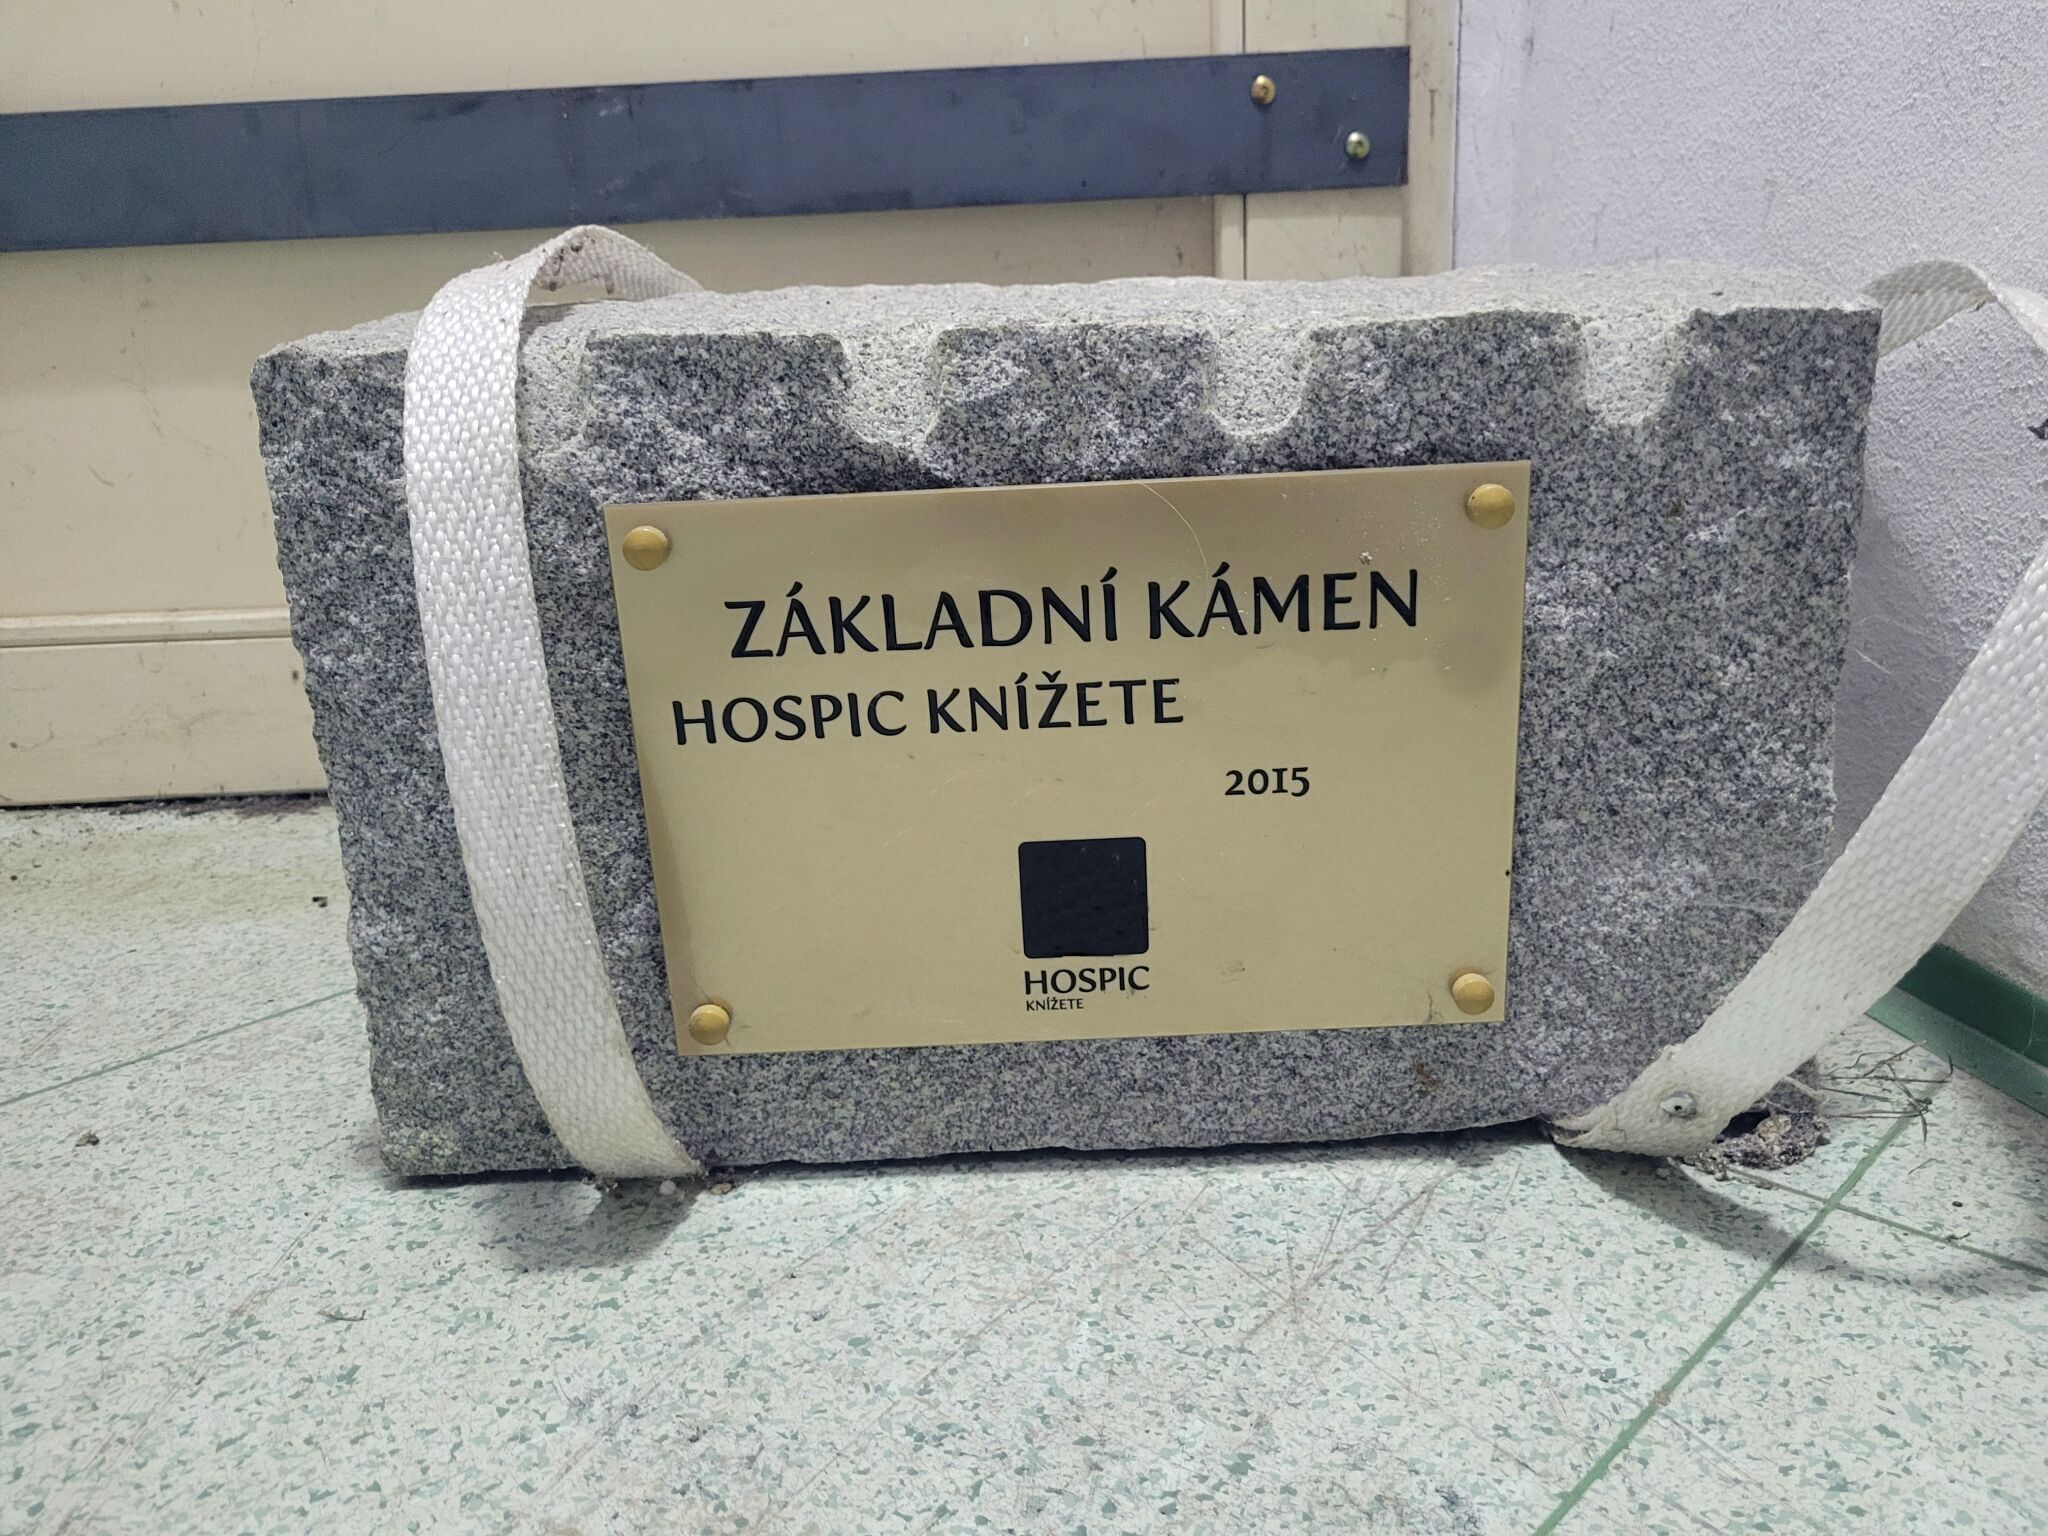 ZÁKLADNÍ KÁMEN
HOSPIC KNÍŽETE
2015
HOSPIC
KNÍŽETE